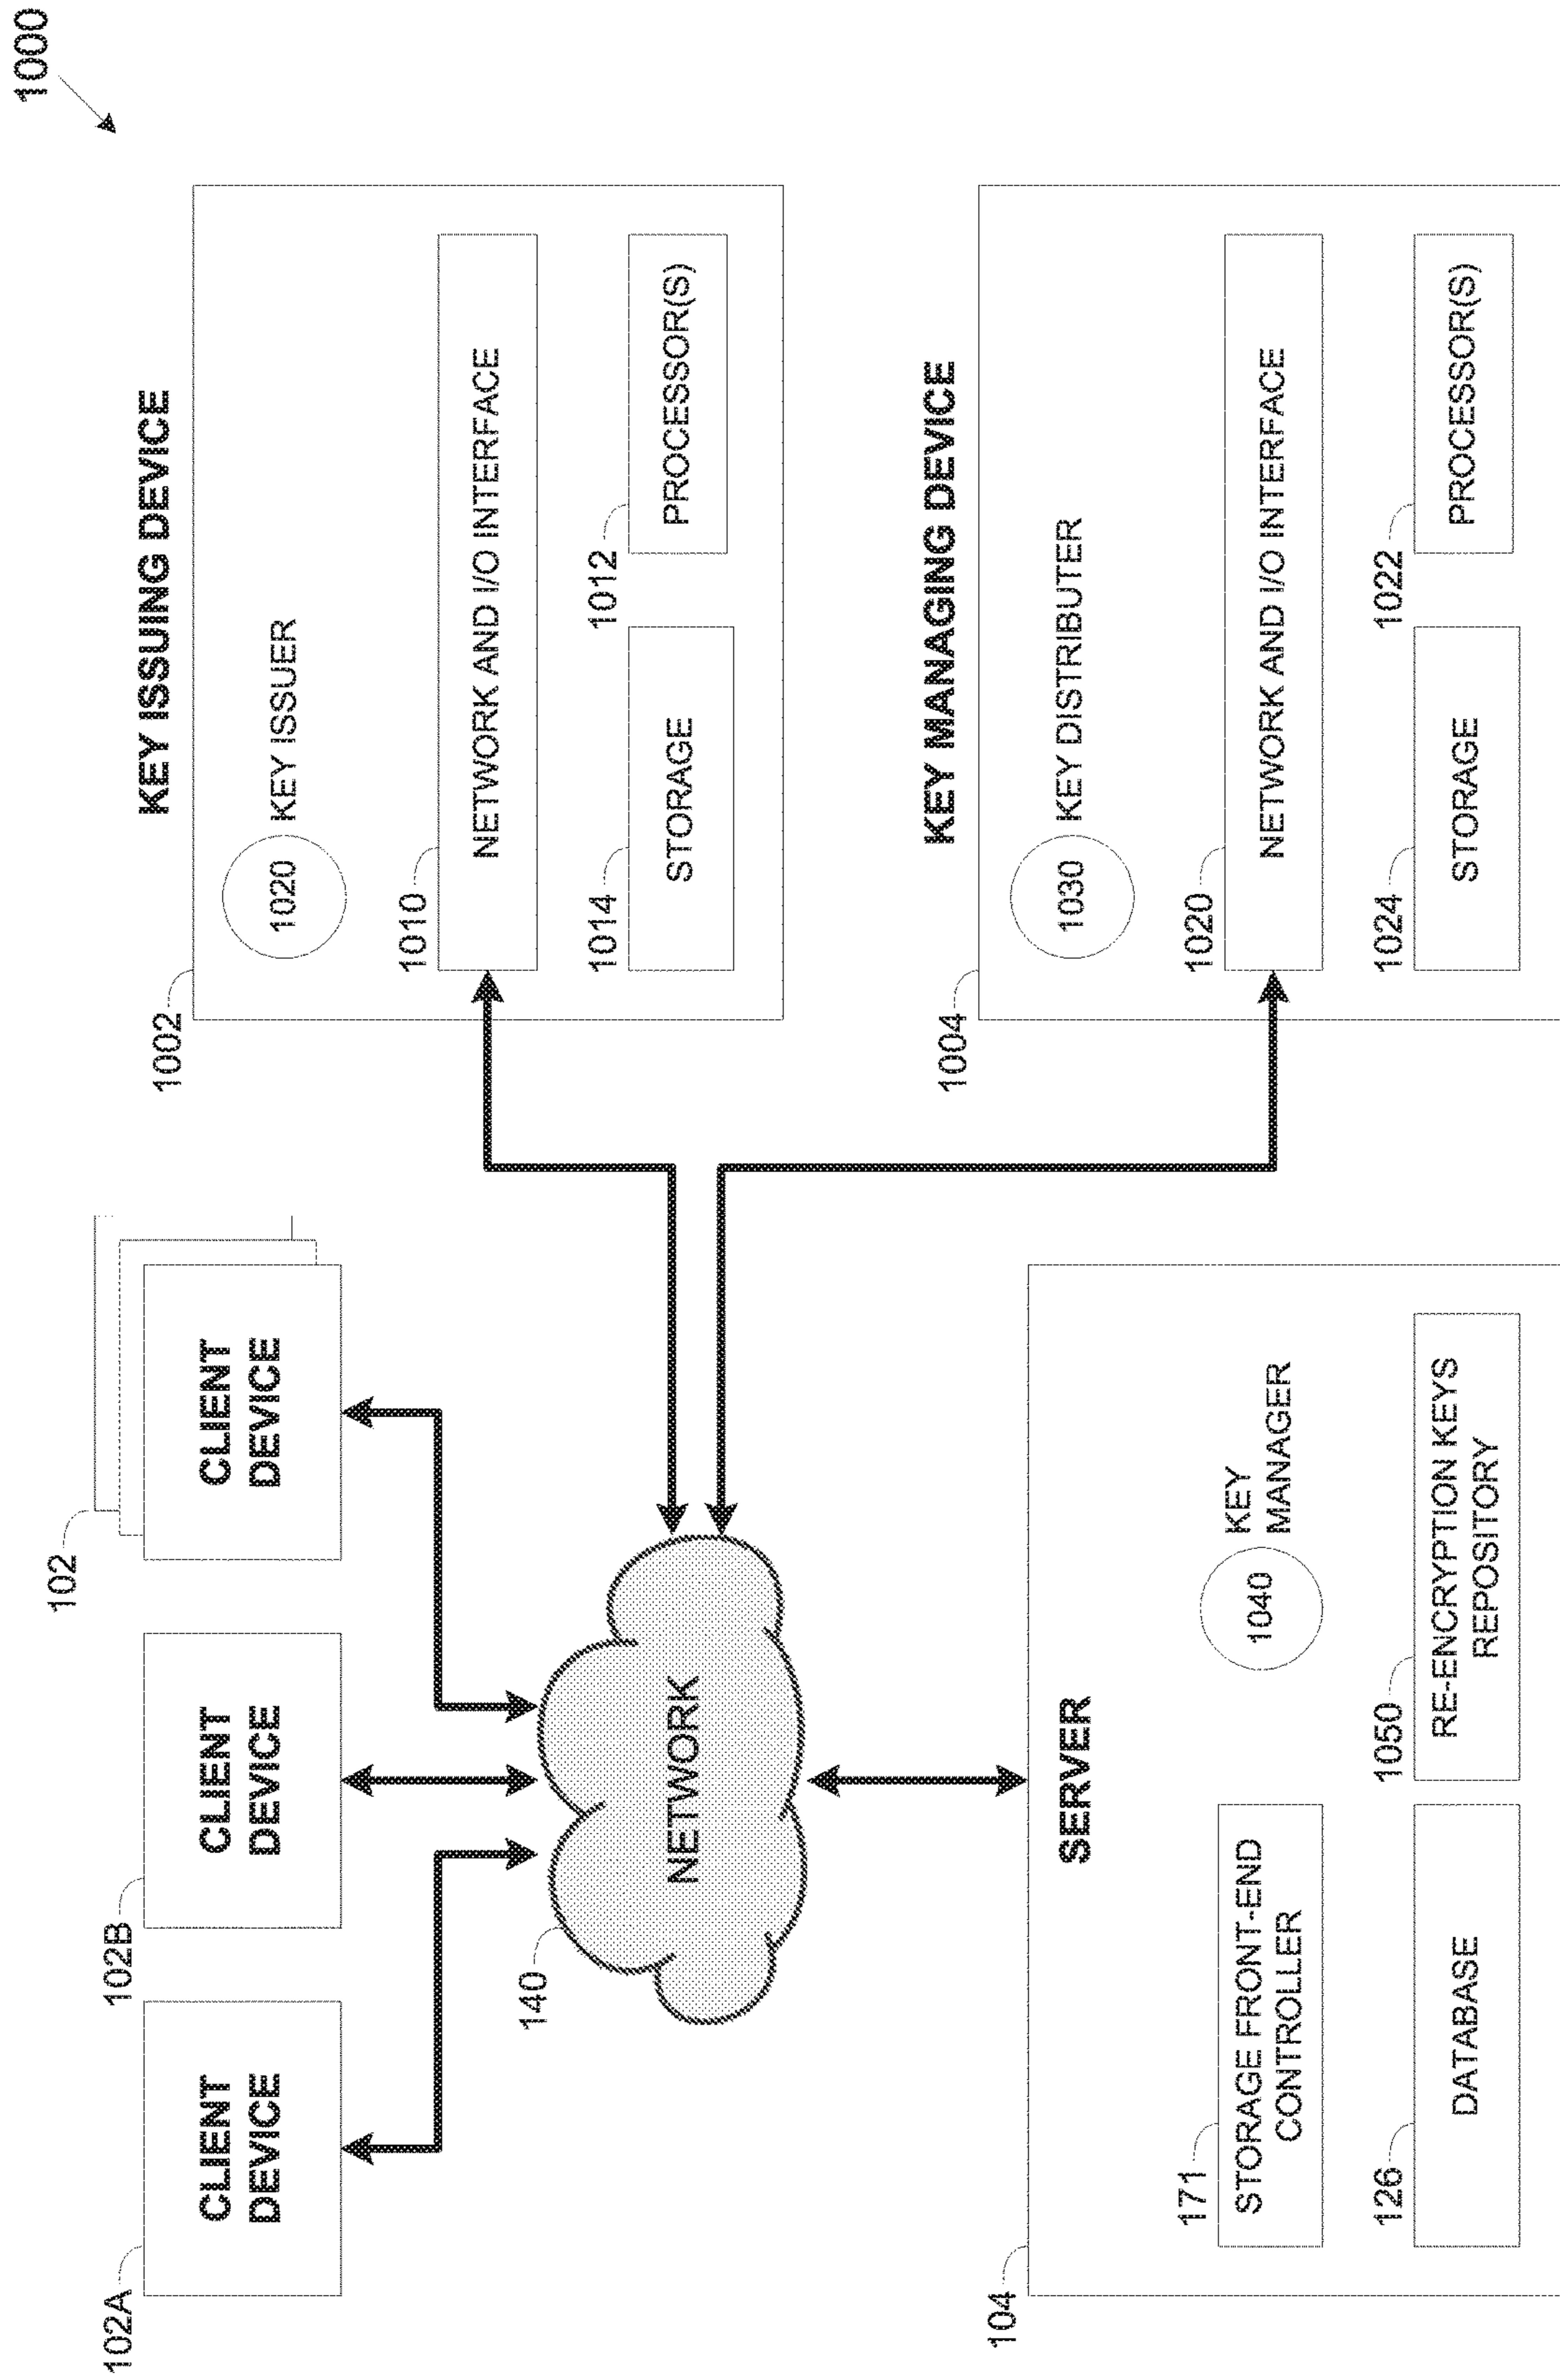 1000
102A
CLIENT
DEVICE
102B
CLIENT
DEVICE
102
CLIENT
DEVICE
140
NETWORK
104
SERVER
171
STORAGE FRONT-END
CONTROLLER
1040
KEY
MANAGER
126
DATABASE
1050
RE-ENCRYPTION KEYS
REPOSITORY
KEY ISSUING DEVICE
1002
1020
KEY ISSUER
1010
NETWORK AND I/O INTERFACE
1014
STORAGE
1012
PROCESSOR(S)
KEY MANAGING DEVICE
1004
1030
KEY DISTRIBUTER
1020
NETWORK AND I/O INTERFACE
1024
STORAGE
1022
PROCESSOR(S)